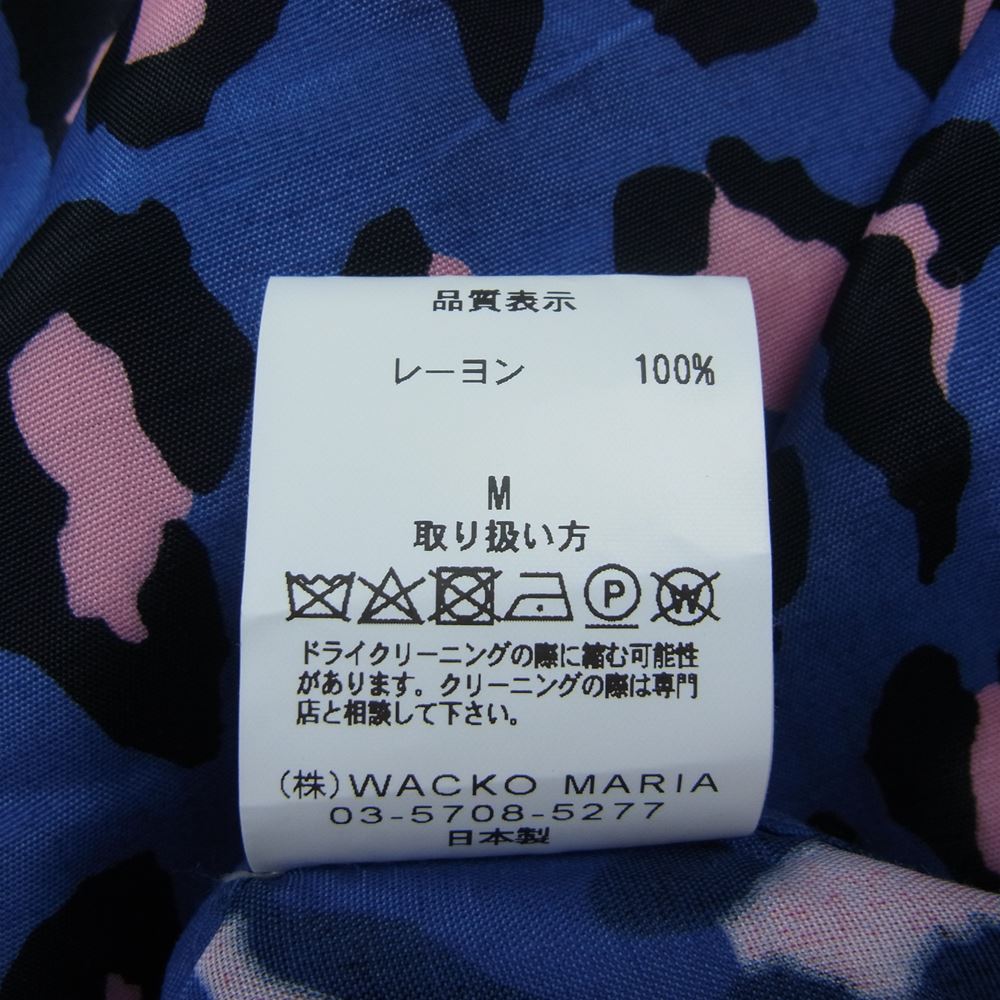 品質表示
レーヨン 100%
M
取り扱い方
P W
ドライクリーニングの際に縮む可能性
があります。クリーニングの際は専門
店と相談して下さい。
(株)WACKO MARIA
03-5708-5277
日本製